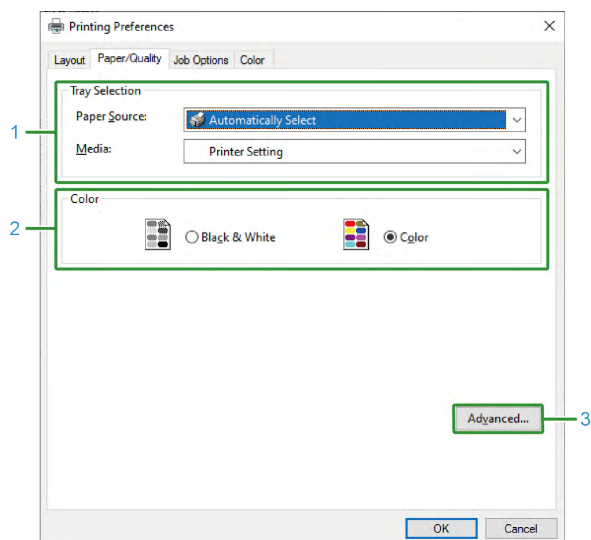 Printing Preferences
Layout Paper/Quality Job Options Color
Tray Selection
1
Paper Source: Automatically Select
Media: Printer Setting
Color
2
Black & White Color
Advanced... 3
OK Cancel